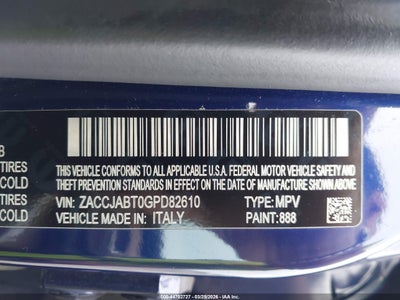 B
TIRES
COLD
TIRES
COLD
THIS VEHICLE CONFORMS TO ALL APPLICABLE U.S.A. FEDERAL MOTOR VEHICLE SAFETY AND
THEFT PREVENTION STANDARDS IN EFFECT ON THE DATE OF MANUFACTURE SHOWN ABOVE.
VIN: ZACCJABT0GPD82610 TYPE: MPV
VEHICLE MADE IN: ITALY PAINT: 888